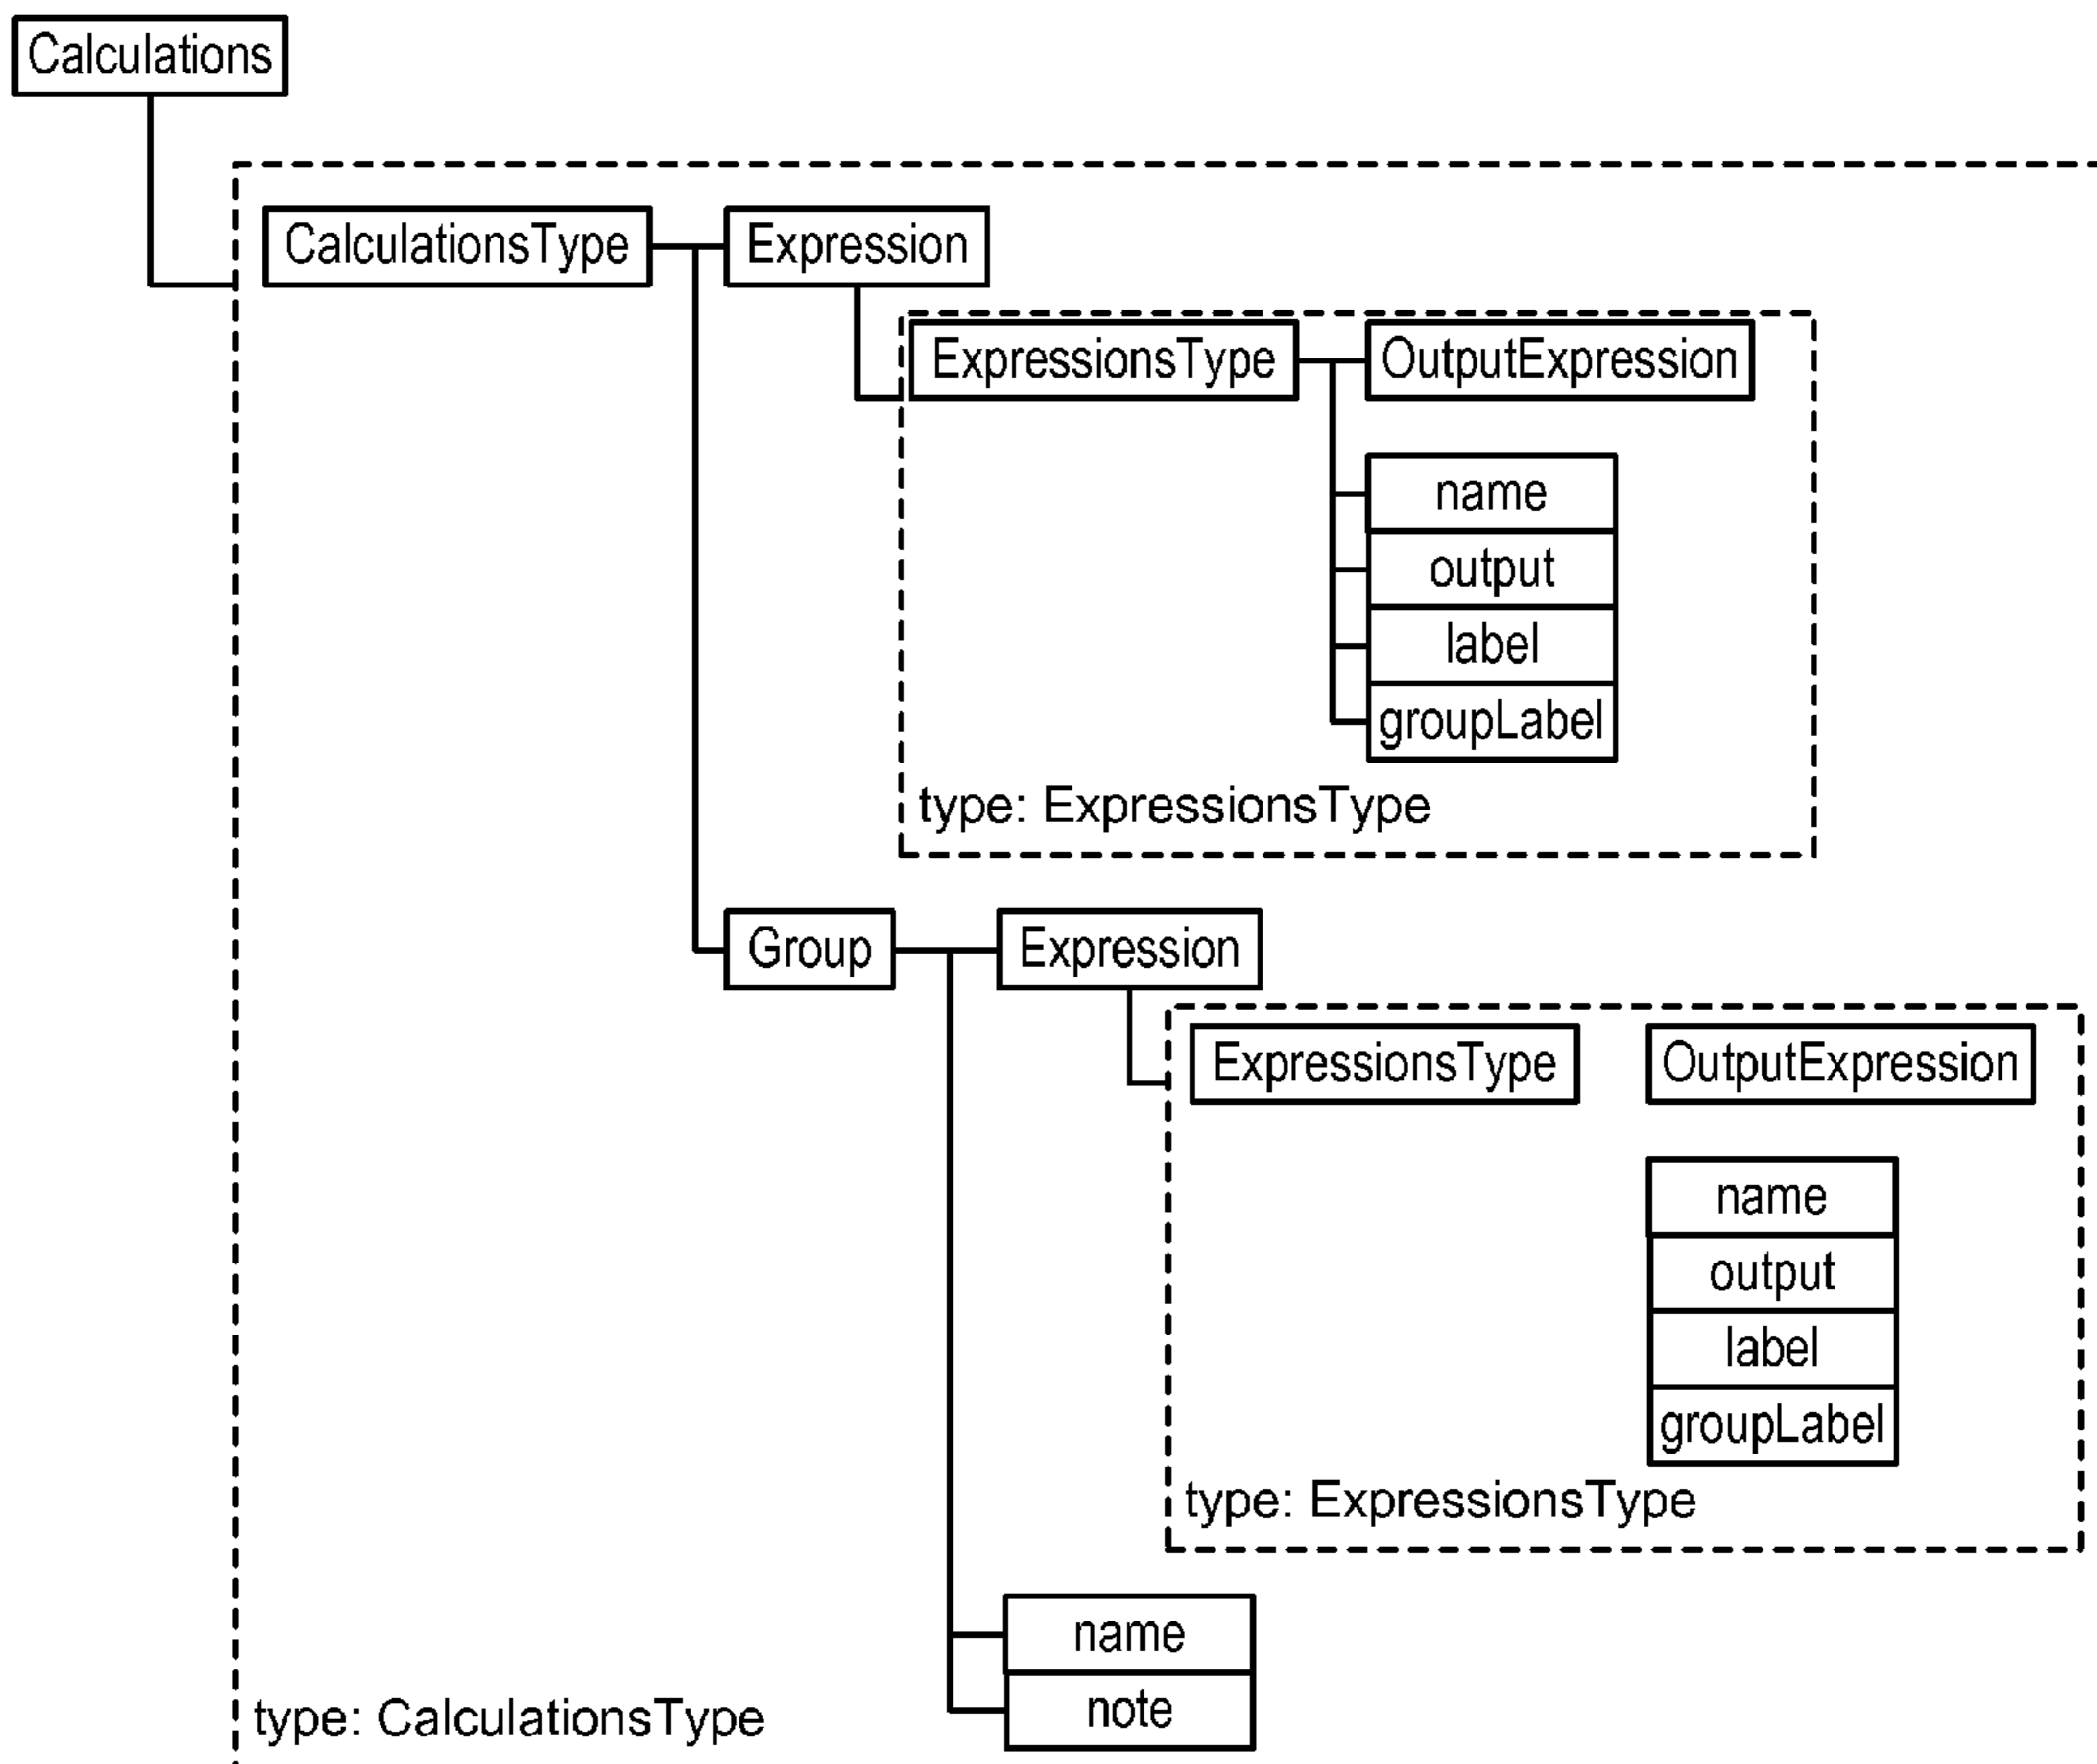 Calculations
CalculationsType
Expression
ExpressionsType
OutputExpression
name
output
label
groupLabel
type: ExpressionsType
Group
Expression
ExpressionsType
OutputExpression
name
output
label
groupLabel
type: ExpressionsType
name
note
type: CalculationsType